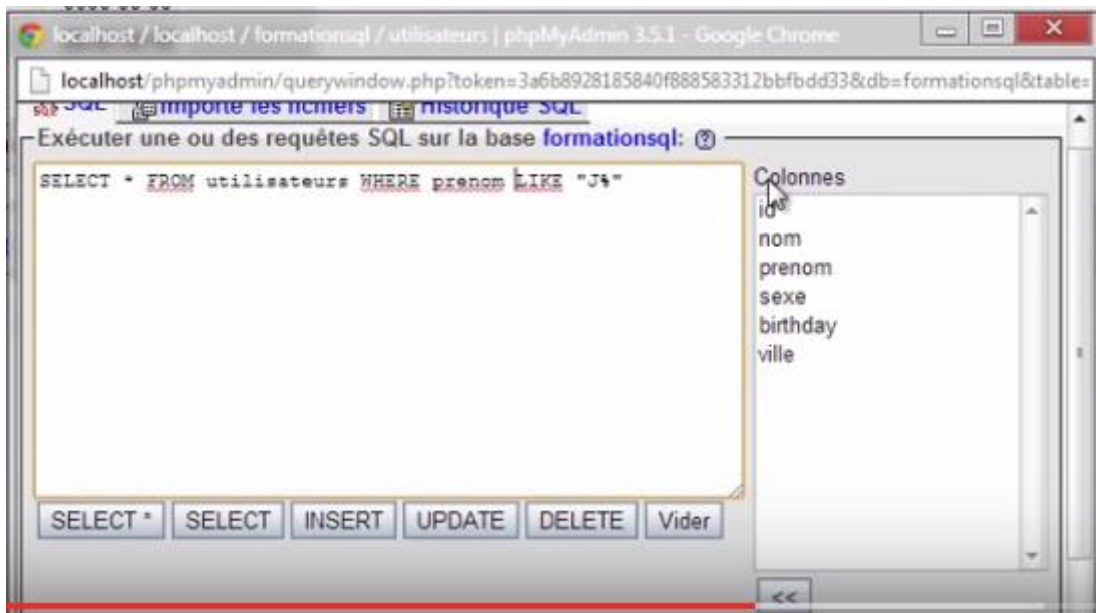 localhost / localhost / formationsql / utilisateurs | phpMyAdmin 3.5.1 - Google Chrome
localhost/phpmyadmin/querywindow.php?token=3a6b8928185840f888583312bbfbdd33&db=formationsql&table=
SQL Importé les fichiers Historique SQL
Exécuter une ou des requêtes SQL sur la base formationsql:
SELECT * FROM utilisateurs WHERE prenom LIKE "J%"
Colonnes
id
nom
prenom
sexe
birthday
ville
SELECT * SELECT INSERT UPDATE DELETE Vider
<<